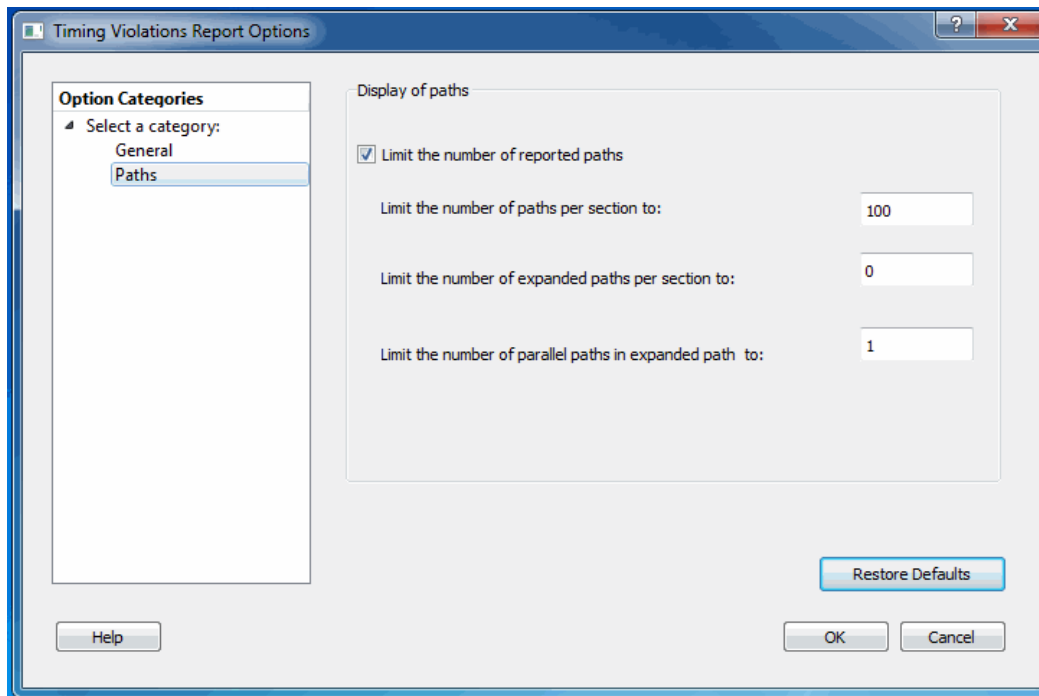 Timing Violations Report Options
?
X
Option Categories
Select a category:
General
Paths
Display of paths
Limit the number of reported paths
Limit the number of paths per section to:
100
Limit the number of expanded paths per section to:
0
Limit the number of parallel paths in expanded path  to:
1
Restore Defaults
Help
OK
Cancel